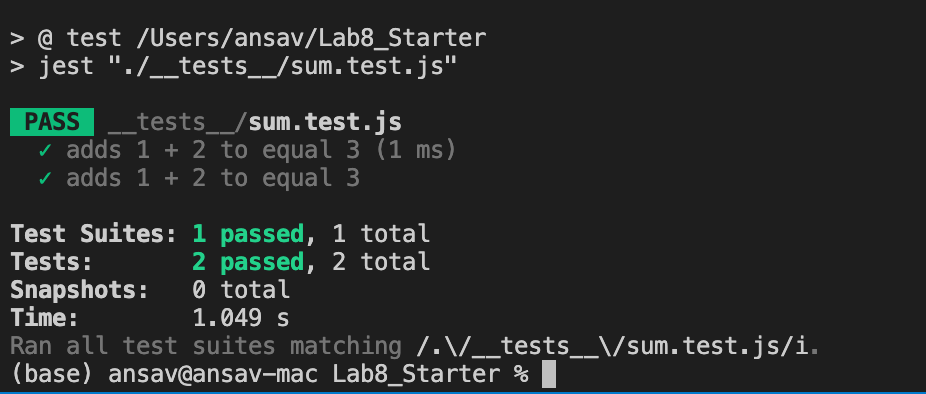 > @ test /Users/ansav/Lab8_Starter
> jest "./__tests__/sum.test.js"
PASS __tests__/sum.test.js
✓ adds 1 + 2 to equal 3 (1 ms)
✓ adds 1 + 2 to equal 3
Test Suites: 1 passed, 1 total
Tests: 2 passed, 2 total
Snapshots: 0 total
Time: 1.049 s
Ran all test suites matching /.\/__tests__\/sum.test.js/i.
(base) ansav@ansav-mac Lab8_Starter %